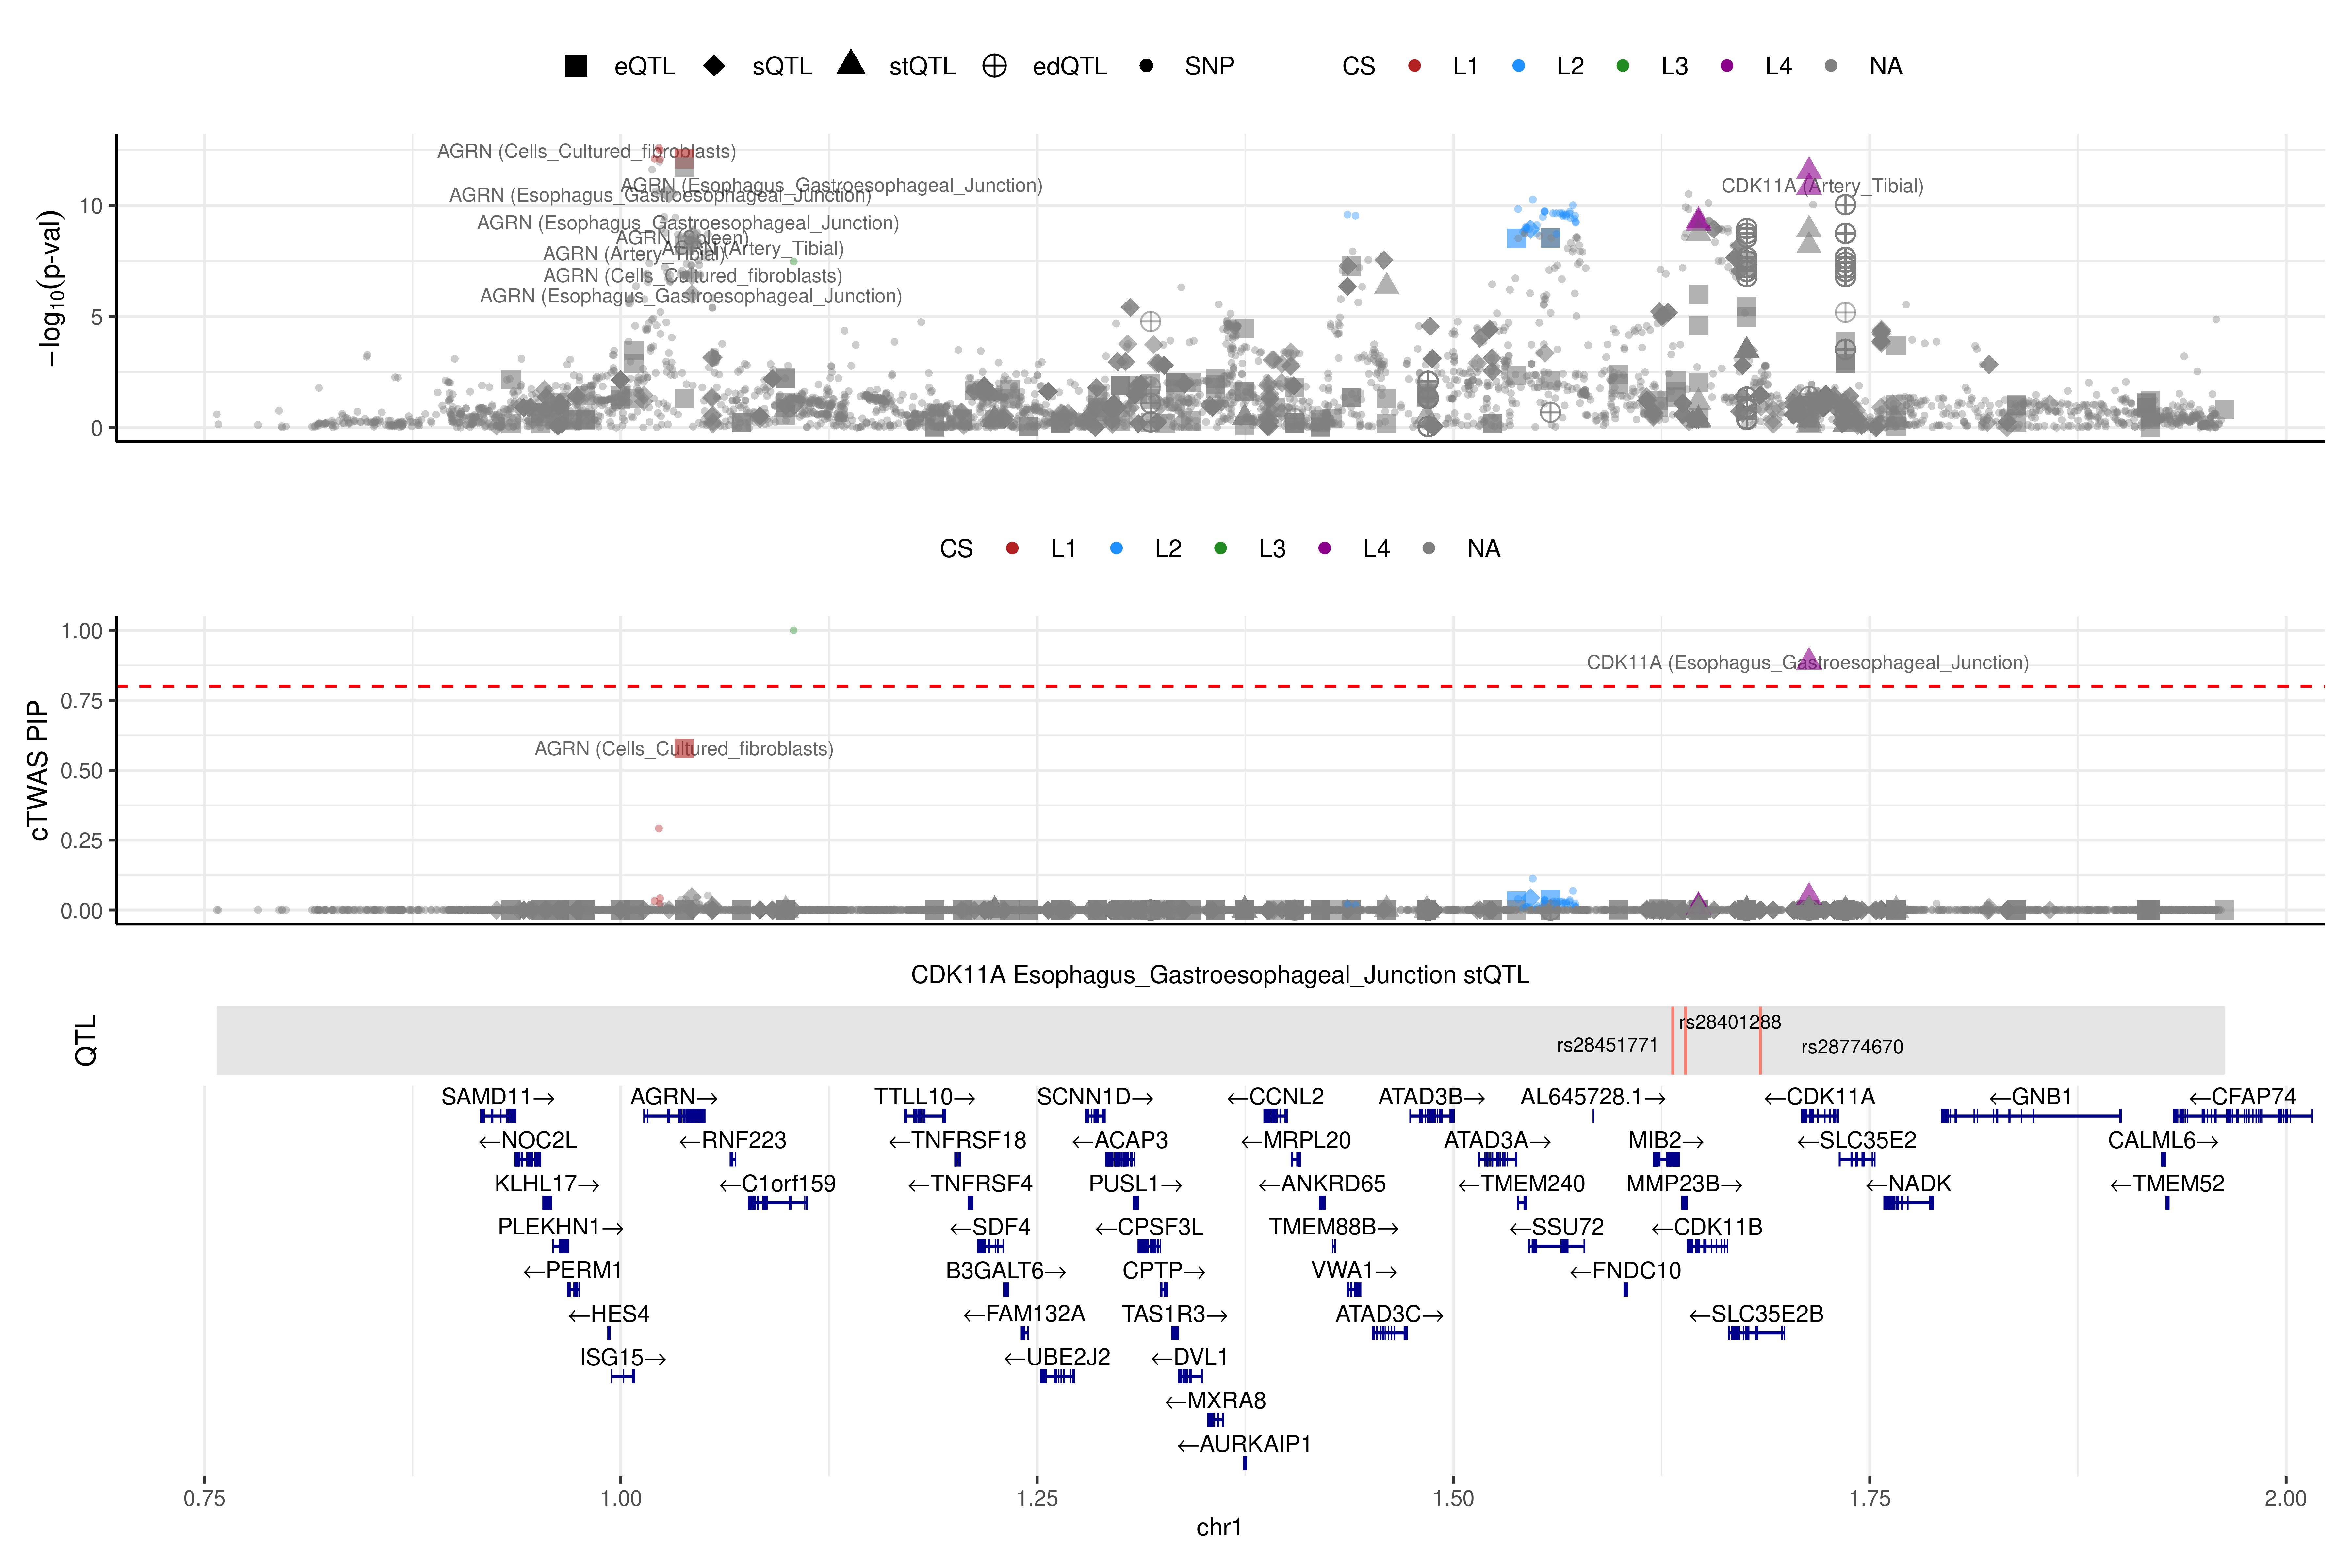 eQTL sQTL stQTL edQTL SNP CS L1 L2 L3 L4 NA
−log10(p-val)
10
5
0
AGRN (Cells_Cultured_fibroblasts)
AGRN (Esophagus_Gastroesophageal_Junction)
AGRN (Esophagus_Gastroesophageal_Junction)
AGRN (Esophagus_Gastroesophageal_Junction)
AGRN (Spleen)
AGRN (Artery_Tibial)
AGRN (Artery_Tibial)
AGRN (Cells_Cultured_fibroblasts)
AGRN (Esophagus_Gastroesophageal_Junction)
CDK11A (Artery_Tibial)
CS L1 L2 L3 L4 NA
cTWAS PIP
1.00
0.75
0.50
0.25
0.00
CDK11A (Esophagus_Gastroesophageal_Junction)
AGRN (Cells_Cultured_fibroblasts)
CDK11A Esophagus_Gastroesophageal_Junction stQTL
QTL
rs28401288
rs28451771
rs28774670
SAMD11→ AGRN→ TTLL10→ SCNN1D→ ←CCNL2 ATAD3B→ AL645728.1→ ←CDK11A ←GNB1 ←CFAP74
←NOC2L ←RNF223 ←TNFRSF18 ←ACAP3 ←MRPL20 ATAD3A→ MIB2→ ←SLC35E2 CALML6→
KLHL17→ ←C1orf159 ←TNFRSF4 PUSL1→ ←ANKRD65 ←TMEM240 MMP23B→ ←NADK ←TMEM52
PLEKHN1→ ←SDF4 ←CPSF3L TMEM88B→ ←SSU72 ←CDK11B
←PERM1 B3GALT6→ CPTP→ VWA1→ ←FNDC10
←HES4 ←FAM132A TAS1R3→ ATAD3C→ ←SLC35E2B
ISG15→ ←UBE2J2 ←DVL1
←MXRA8
←AURKAIP1
0.75 1.00 1.25 1.50 1.75 2.00
chr1